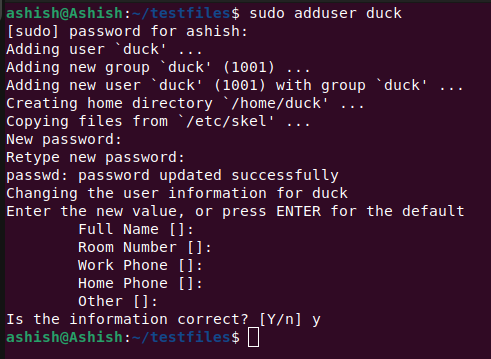 ashish@Ashish:~/testfiles$ sudo adduser duck
[sudo] password for ashish:
Adding user `duck' ...
Adding new group `duck' (1001) ...
Adding new user `duck' (1001) with group `duck' ...
Creating home directory `/home/duck' ...
Copying files from `/etc/skel' ...
New password:
Retype new password:
passwd: password updated successfully
Changing the user information for duck
Enter the new value, or press ENTER for the default
        Full Name []:
        Room Number []:
        Work Phone []:
        Home Phone []:
        Other []:
Is the information correct? [Y/n] y
ashish@Ashish:~/testfiles$